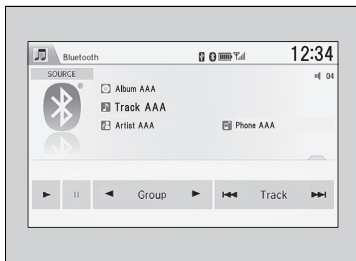 Bluetooth 12:34
SOURCE 04
Album AAA
Track AAA
Artist AAA Phone AAA
Group Track